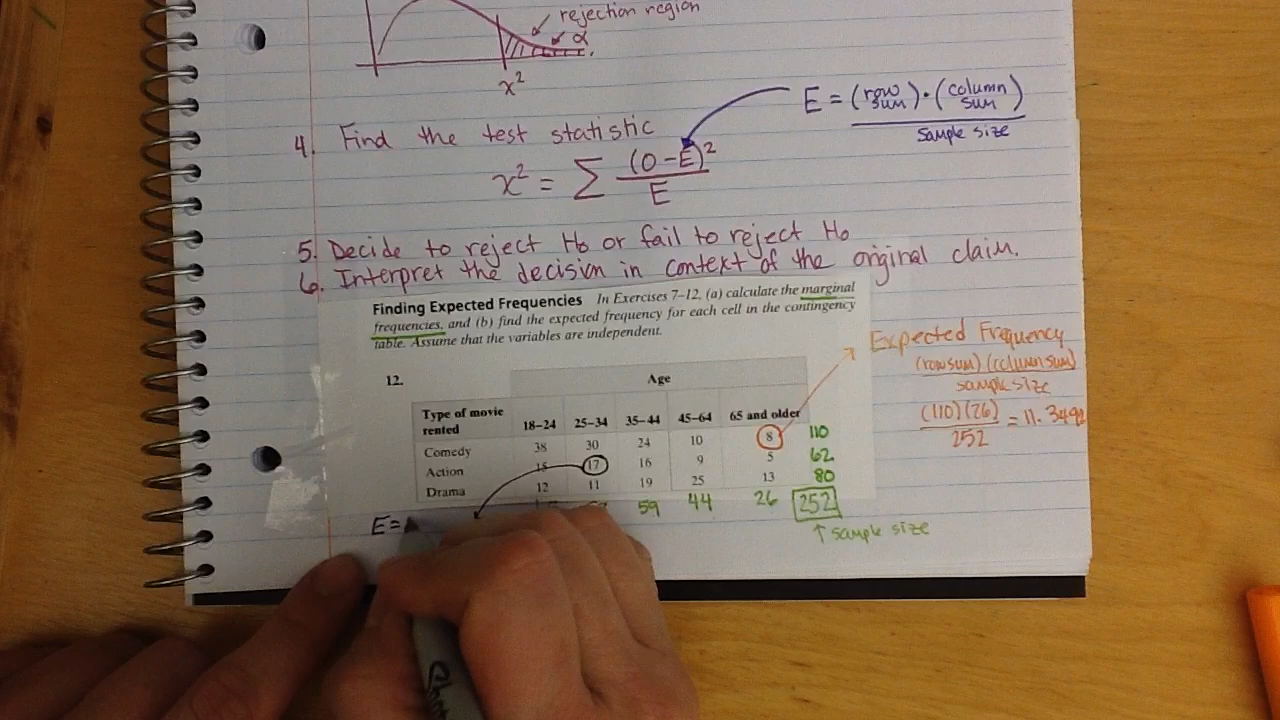 rejection region
α
x²
E = (row sum) · (column sum)
sample size
4. Find the test statistic
x² = Σ (O-E)²
E
5. Decide to reject Ho or fail to reject Ho
6. Interpret the decision in context of the original claim.
Finding Expected Frequencies In Exercises 7–12, (a) calculate the marginal
frequencies, and (b) find the expected frequency for each cell in the contingency
table. Assume that the variables are independent.
12.
Age
Type of movie rented 18–24 25–34 35–44 45–64 65 and older
Comedy 38 30 24 10 8 110
Action 15 17 16 9 5 62
Drama 12 11 19 25 13 80
59 44 26 252
↑ sample size
E=
Expected Frequency
(row sum)(column sum)
sample size
(110)(26) = 11.3492
252